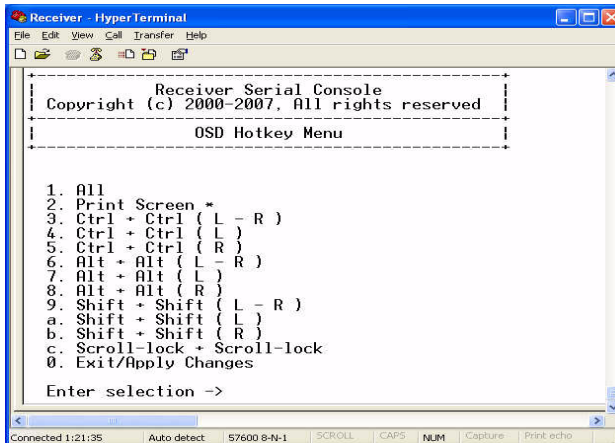 Receiver - HyperTerminal
File Edit View Call Transfer Help
Receiver Serial Console
Copyright (c) 2000-2007, All rights reserved
OSD Hotkey Menu
1. All
2. Print Screen *
3. Ctrl + Ctrl ( L - R )
4. Ctrl + Ctrl ( L )
5. Ctrl + Ctrl ( R )
6. Alt + Alt ( L - R )
7. Alt + Alt ( L )
8. Alt + Alt ( R )
9. Shift + Shift ( L - R )
a. Shift + Shift ( L )
b. Shift + Shift ( R )
c. Scroll-lock + Scroll-lock
0. Exit/Apply Changes
Enter selection ->
Connected 1:21:35 Auto detect 57600 8-N-1 SCROLL CAPS NUM Capture Print echo